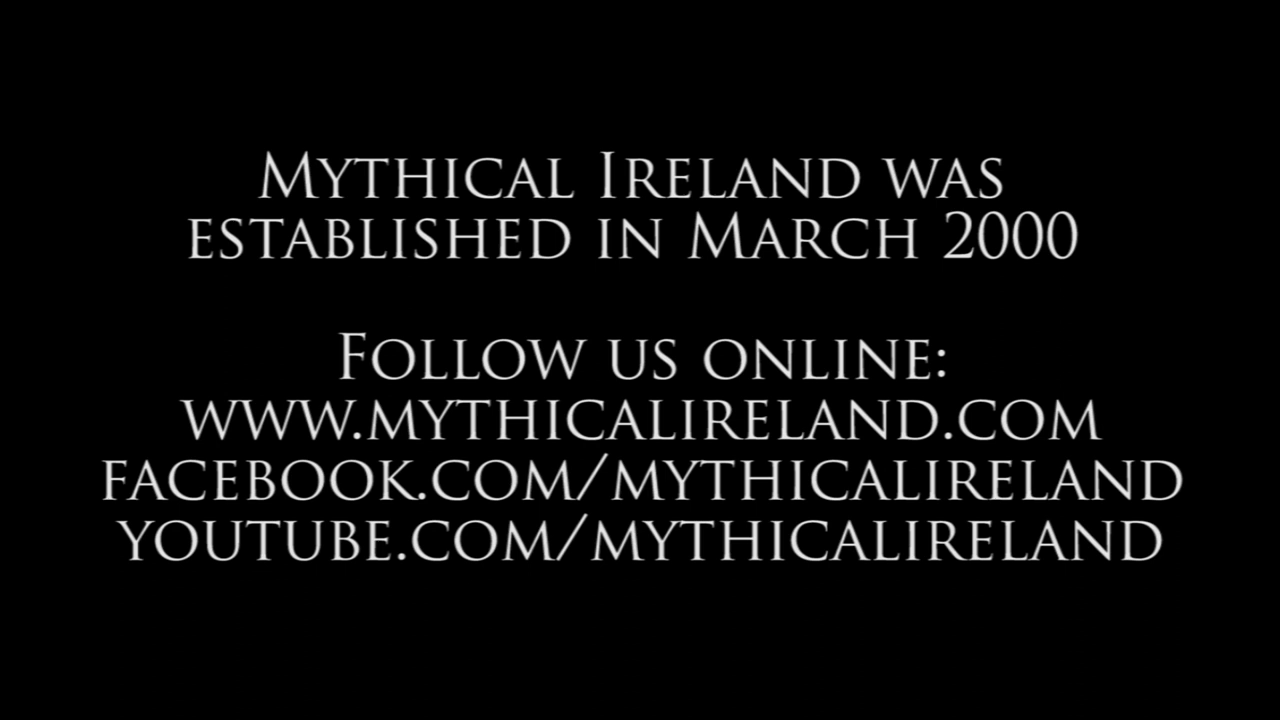 Mythical Ireland was
established in March 2000
Follow us online:
www.mythicalireland.com
facebook.com/mythicalireland
youtube.com/mythicalireland